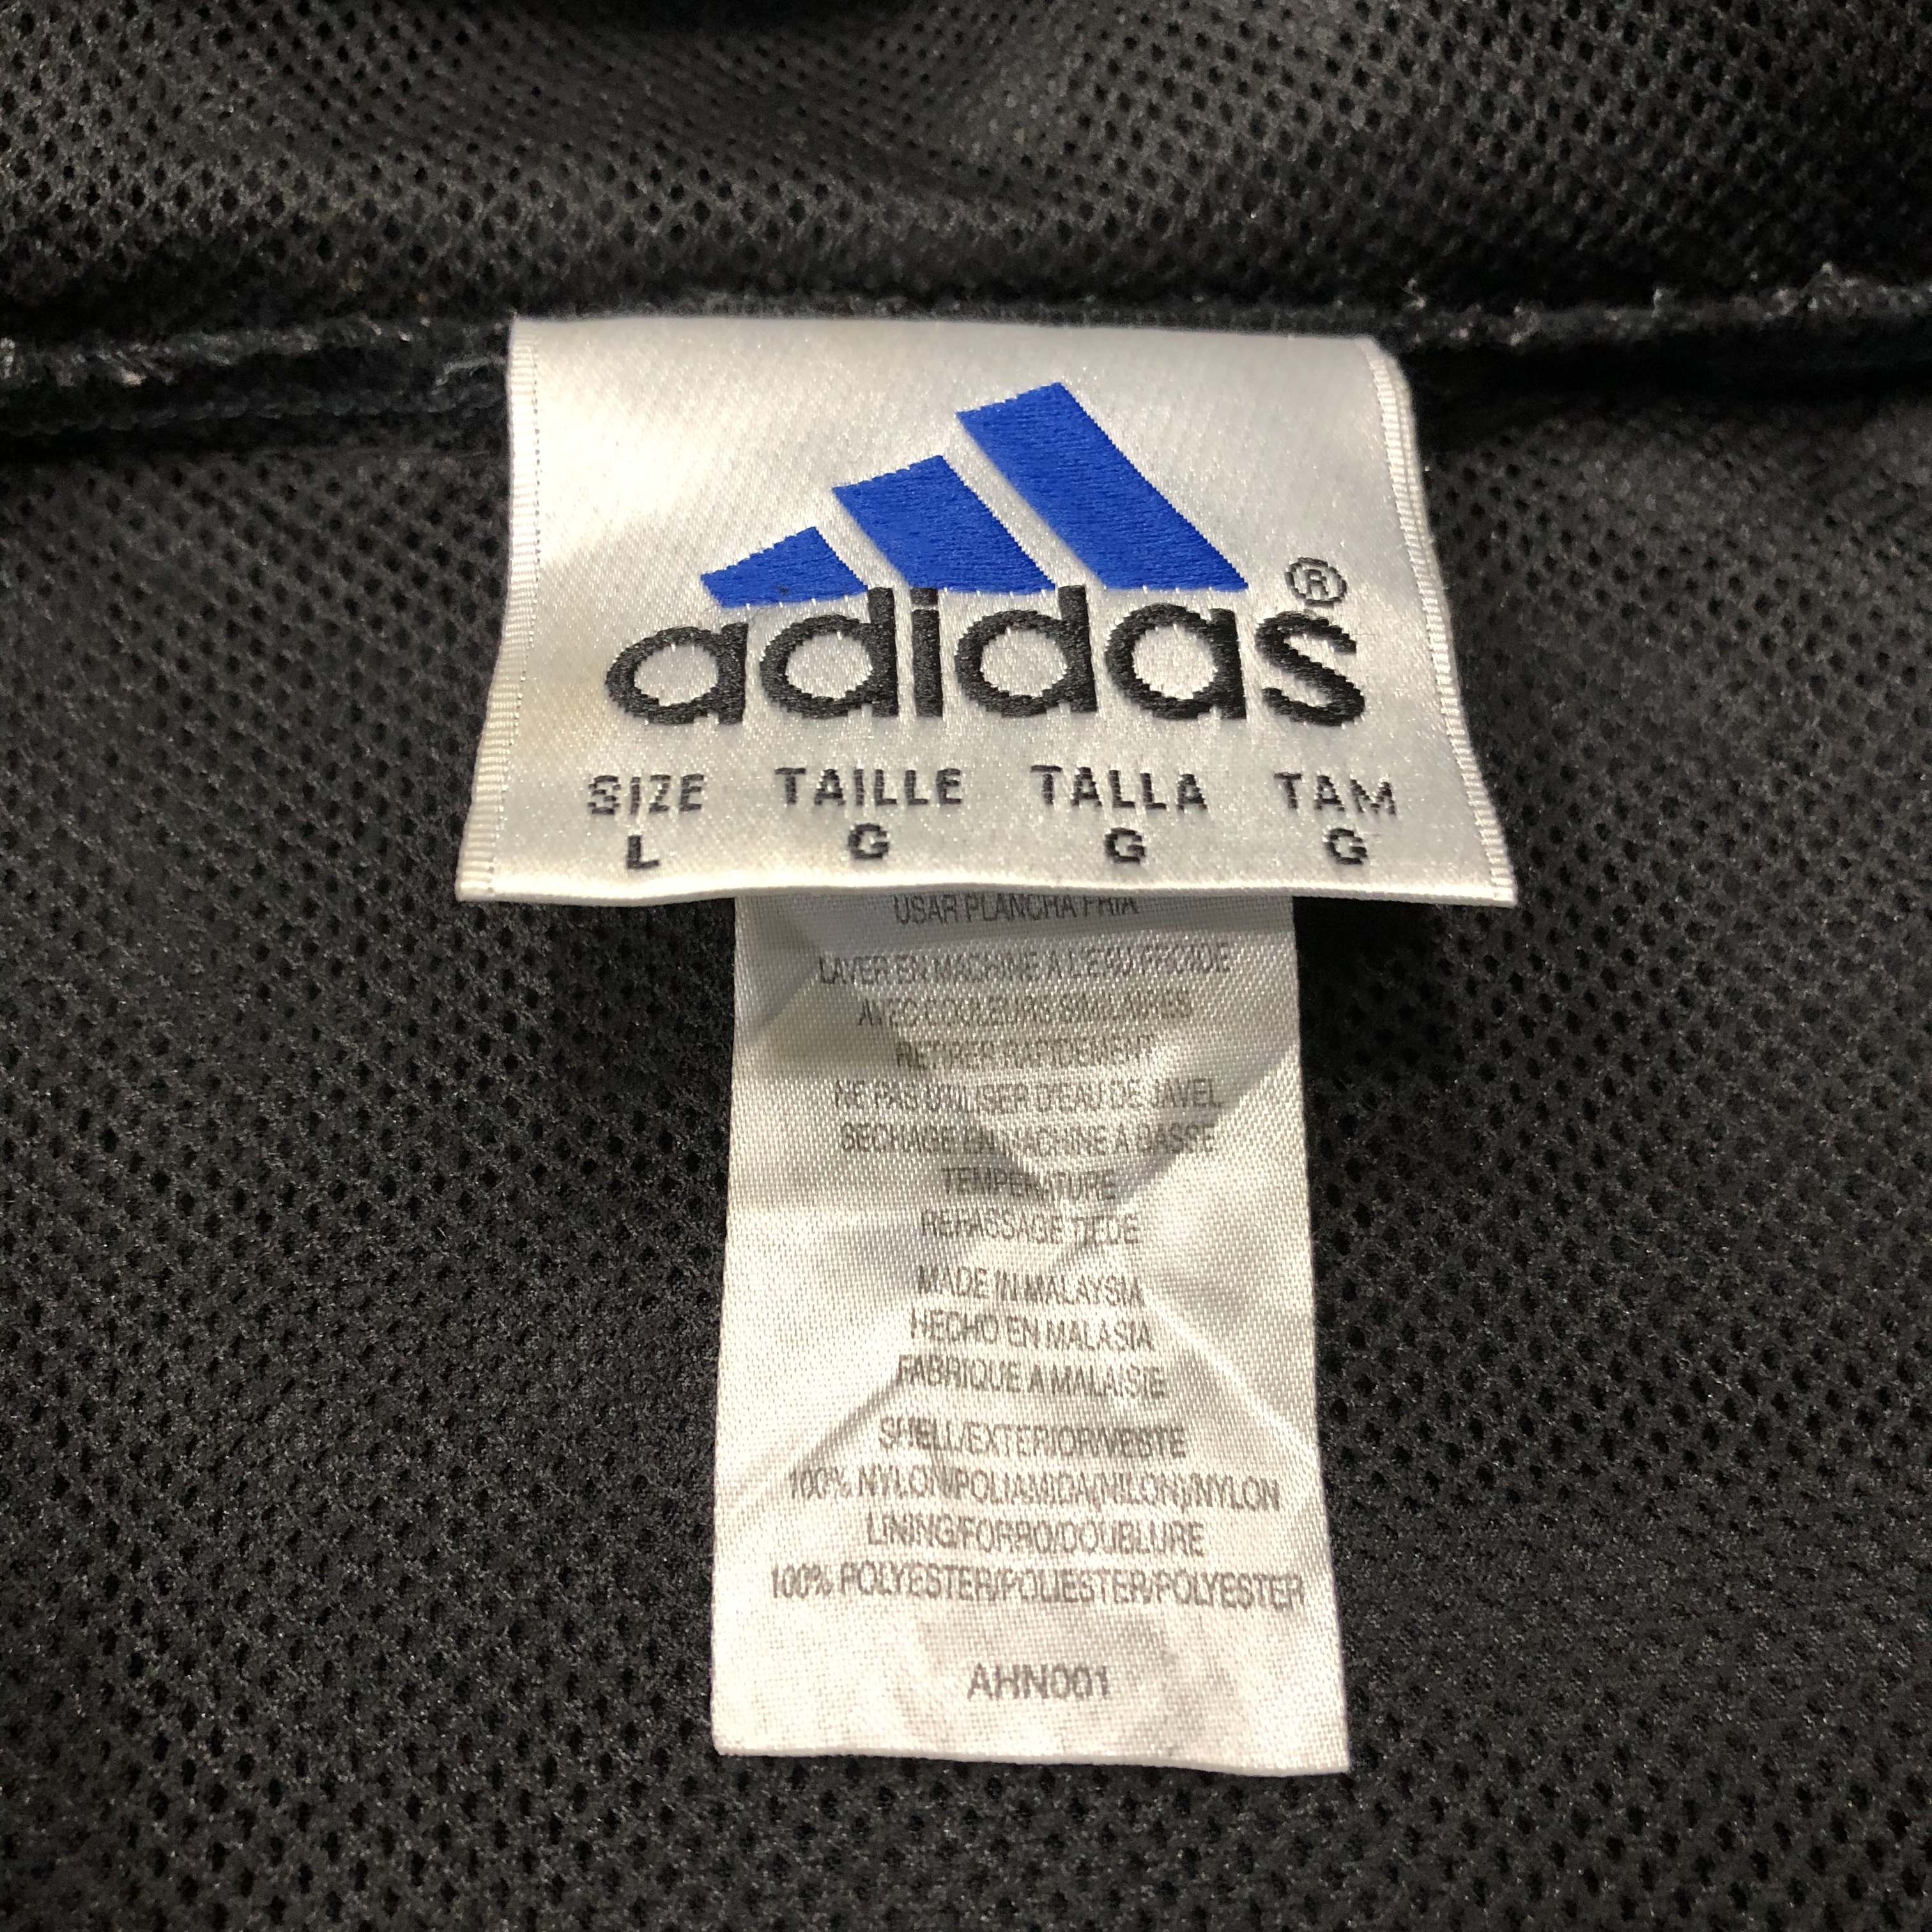 adidas®
SIZE TAILLE TALLA TAM
L G G G
USAR PLANCHA FRIA
LAVER EN MACHINE A L'EAU FROIDE
AVEC COULEURS SIMILAIRES
RETIRER RAPIDEMENT
NE PAS UTILISER D'EAU DE JAVEL
SECHAGE EN MACHINE A BASSE
TEMPERATURE
REPASSAGE TIEDE
MADE IN MALAYSIA
HECHO EN MALASIA
FABRIQUE A MALAISIE
SHELL/EXTERIOR/VESTE
100% NYLON/POLIAMIDA(NILON)/NYLON
LINING/FORRO/DOUBLURE
100% POLYESTER/POLIESTER/POLYESTER
AHN001